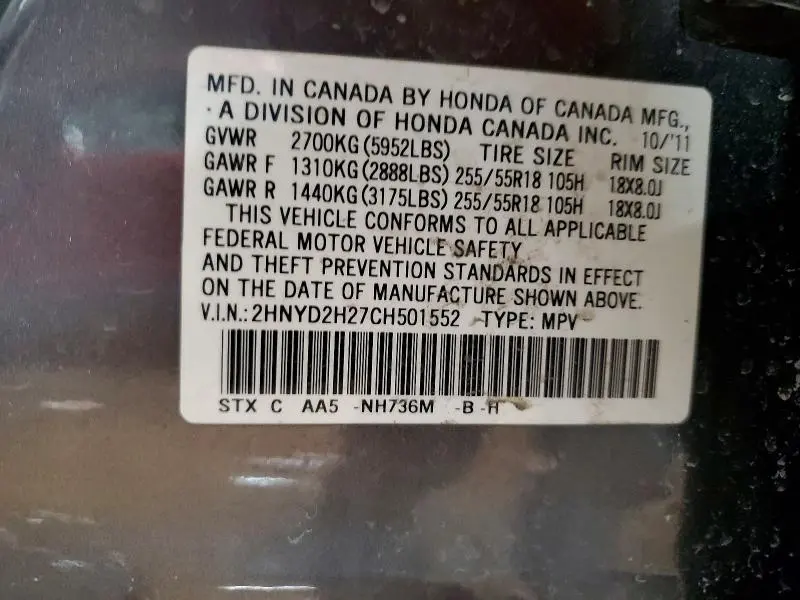 MFD. IN CANADA BY HONDA OF CANADA MFG.,
A DIVISION OF HONDA CANADA INC. 10/'11
GVWR 2700KG (5952LBS) TIRE SIZE RIM SIZE
GAWR F 1310KG (2888LBS) 255/55R18 105H 18X8.0J
GAWR R 1440KG (3175LBS) 255/55R18 105H 18X8.0J
THIS VEHICLE CONFORMS TO ALL APPLICABLE
FEDERAL MOTOR VEHICLE SAFETY
AND THEFT PREVENTION STANDARDS IN EFFECT
ON THE DATE OF MANUFACTURE SHOWN ABOVE.
V.I.N.: 2HNYD2H27CH501552 TYPE: MPV
STX C AA5 -NH736M -B -H